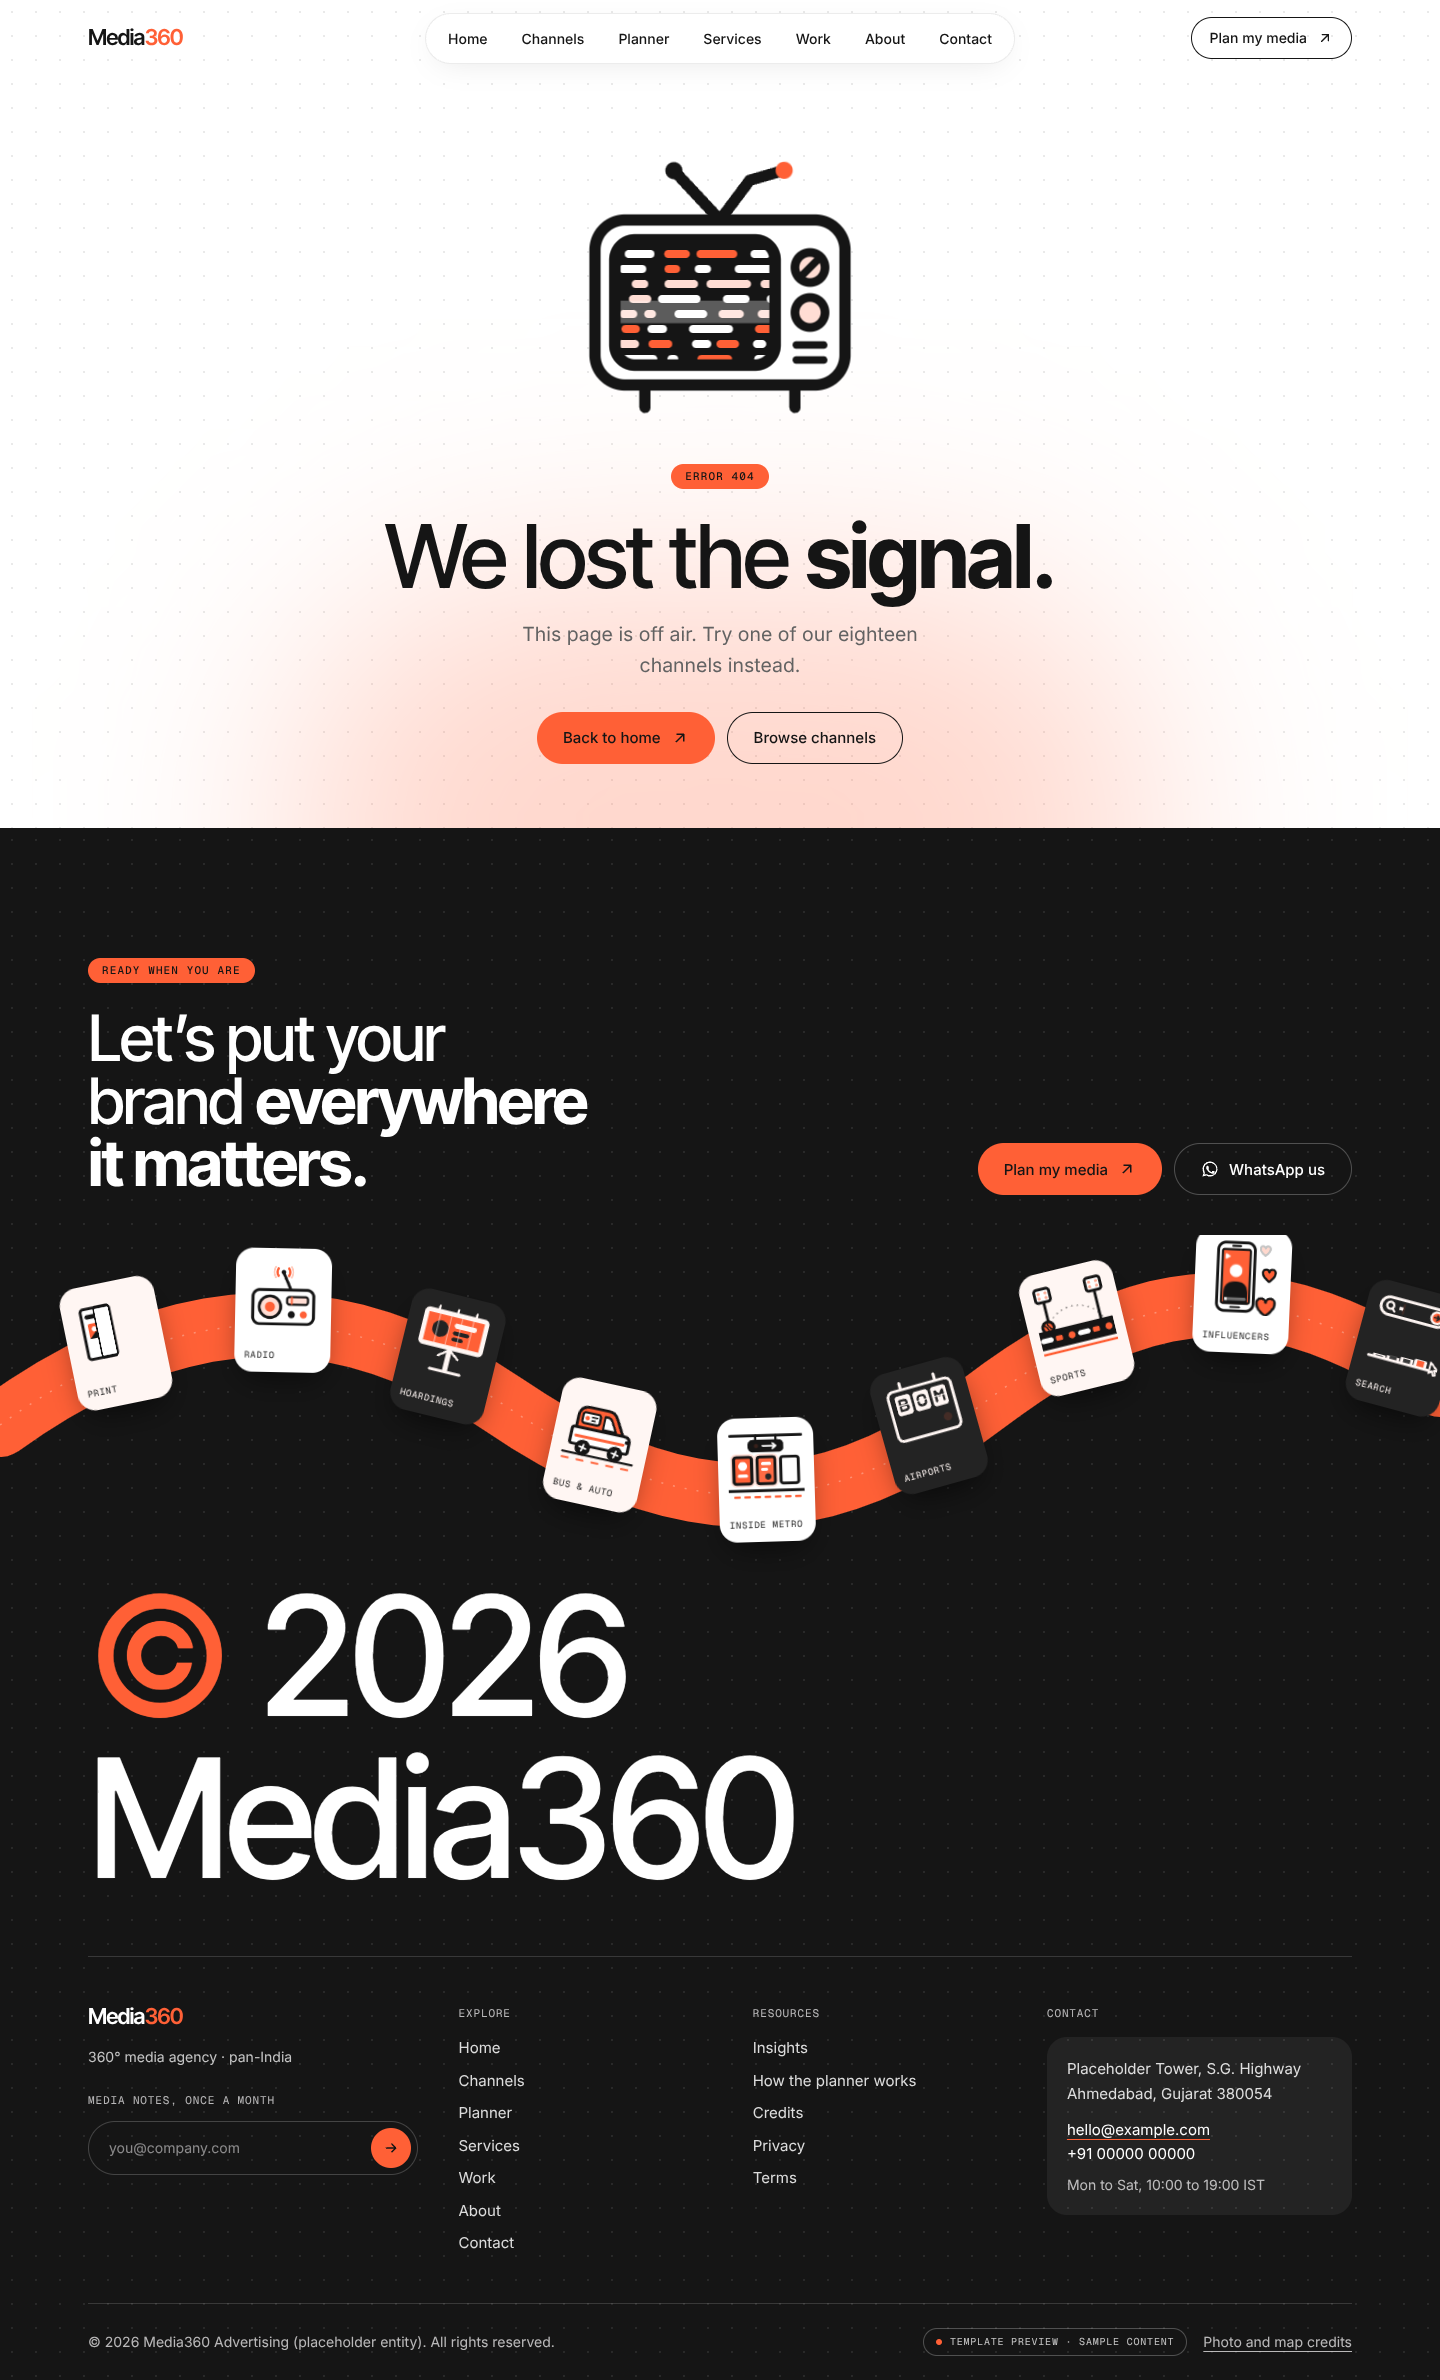 Media360
Home Channels Planner Services Work About Contact
Plan my media
ERROR 404
We lost the signal.
This page is off air. Try one of our eighteen
channels instead.
Back to home
Browse channels
READY WHEN YOU ARE
Let’s put your
brand everywhere
it matters.
Plan my media
WhatsApp us
PRINT
RADIO
HOARDINGS
BUS & AUTO
INSIDE METRO
BOM
AIRPORTS
SPORTS
INFLUENCERS
SEARCH
© 2026
Media360
Media360
360° media agency · pan-India
MEDIA NOTES, ONCE A MONTH
you@company.com
EXPLORE
Home
Channels
Planner
Services
Work
About
Contact
RESOURCES
Insights
How the planner works
Credits
Privacy
Terms
CONTACT
Placeholder Tower, S.G. Highway
Ahmedabad, Gujarat 380054
hello@example.com
+91 00000 00000
Mon to Sat, 10:00 to 19:00 IST
© 2026 Media360 Advertising (placeholder entity). All rights reserved.
TEMPLATE PREVIEW · SAMPLE CONTENT
Photo and map credits